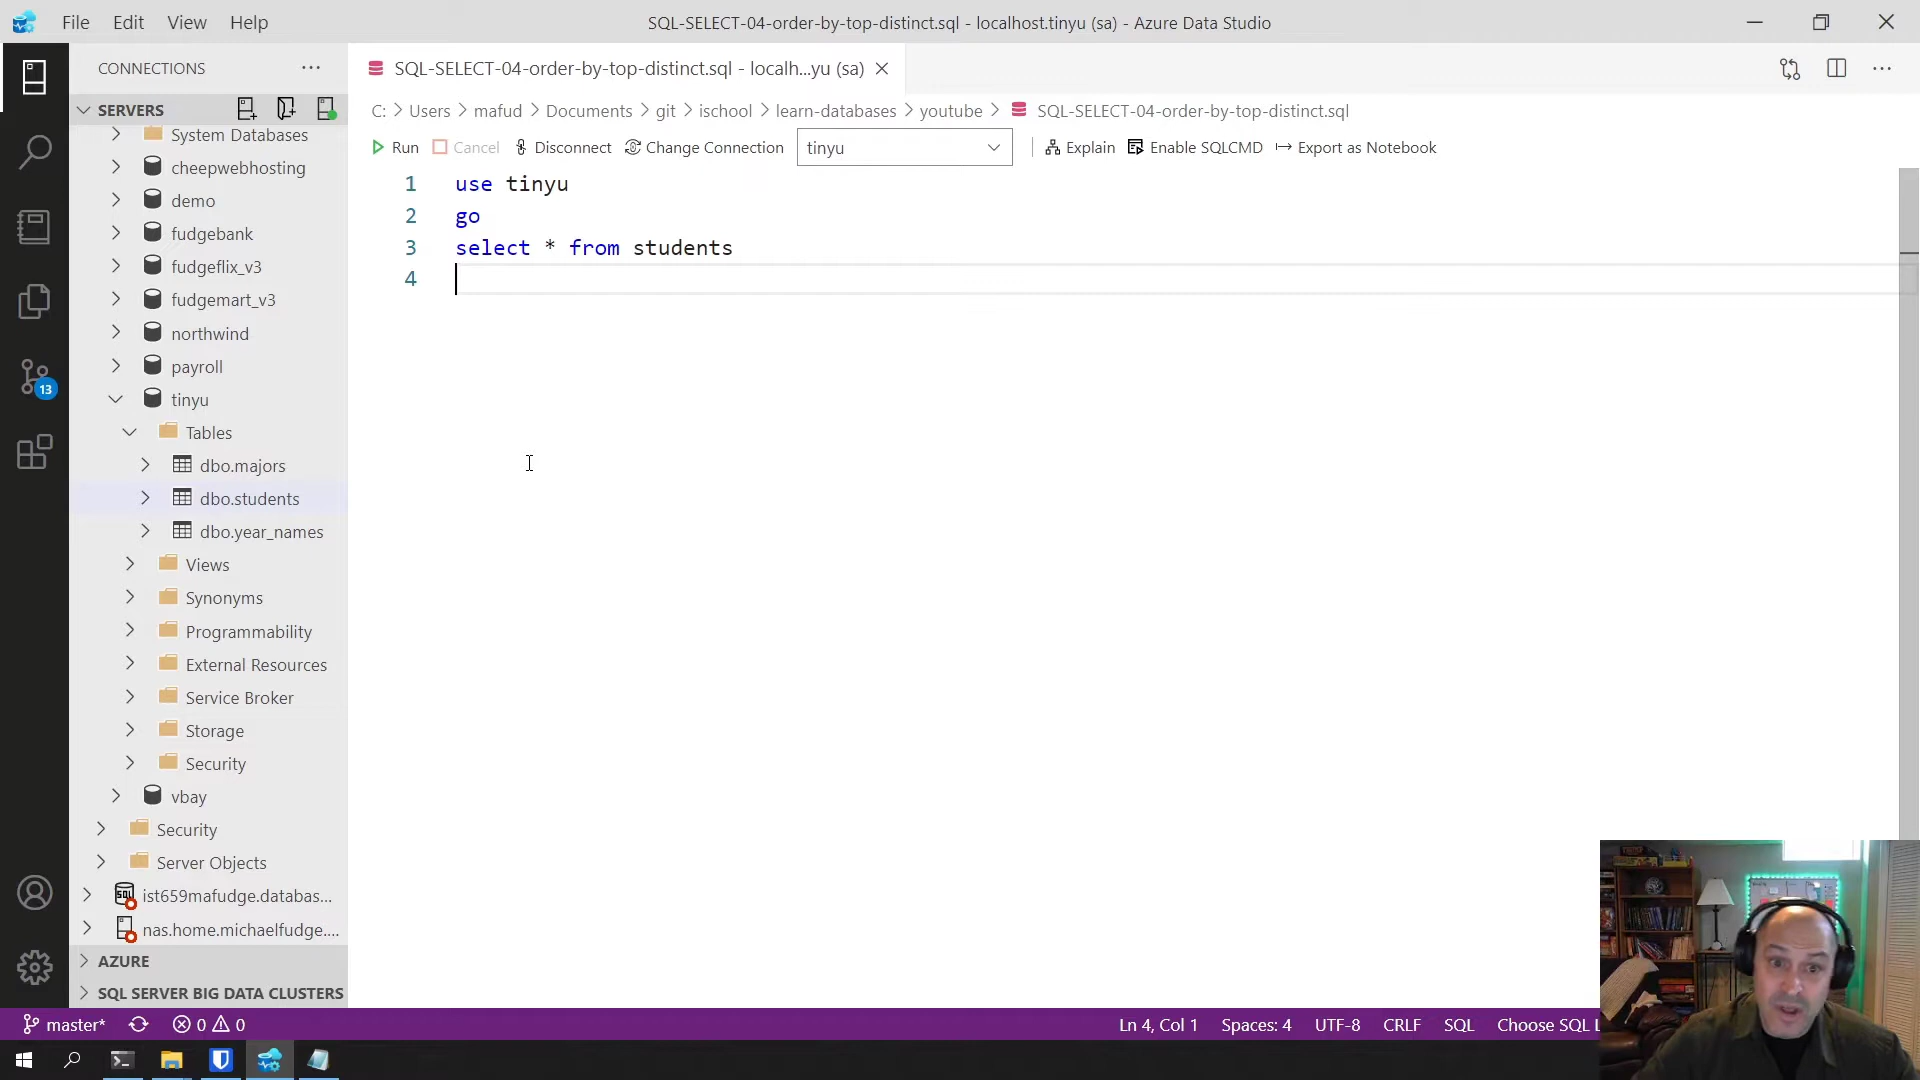 File Edit View Help
SQL-SELECT-04-order-by-top-distinct.sql - localhost.tinyu (sa) - Azure Data Studio
CONNECTIONS
SERVERS
System Databases
cheepwebhosting
demo
fudgebank
fudgeflix_v3
fudgemart_v3
northwind
payroll
tinyu
Tables
dbo.majors
dbo.students
dbo.year_names
Views
Synonyms
Programmability
External Resources
Service Broker
Storage
Security
vbay
Security
Server Objects
ist659mafudge.databas...
nas.home.michaelfudge....
AZURE
SQL SERVER BIG DATA CLUSTERS
13
SQL-SELECT-04-order-by-top-distinct.sql - localh...yu (sa)
C: > Users > mafud > Documents > git > ischool > learn-databases > youtube > SQL-SELECT-04-order-by-top-distinct.sql
Run Cancel Disconnect Change Connection tinyu Explain Enable SQLCMD Export as Notebook
1 use tinyu
2 go
3 select * from students
4
master* 0 0 Ln 4, Col 1 Spaces: 4 UTF-8 CRLF SQL Choose SQL L